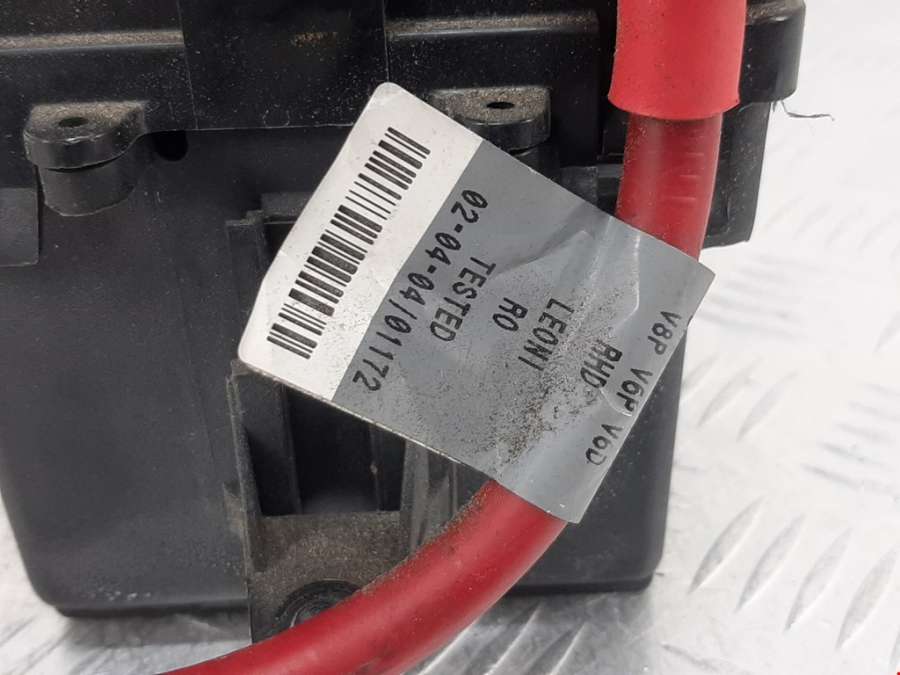 V8P V6P V6D
RHD
LEONI
RO
TESTED
02-04-04/01172